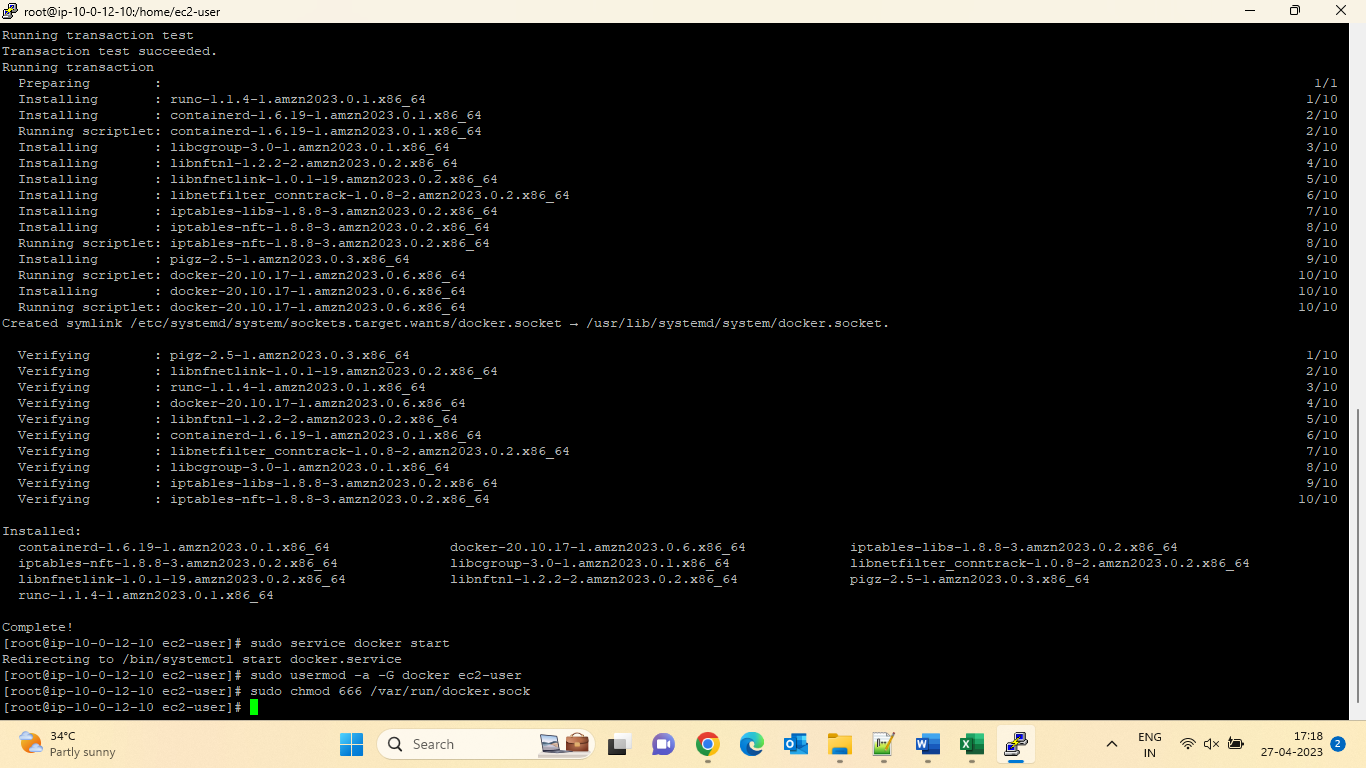 root@ip-10-0-12-10:/home/ec2-user
Running transaction test
Transaction test succeeded.
Running transaction
  Preparing        :                                                        1/1
  Installing       : runc-1.1.4-1.amzn2023.0.1.x86_64                       1/10
  Installing       : containerd-1.6.19-1.amzn2023.0.1.x86_64                2/10
  Running scriptlet: containerd-1.6.19-1.amzn2023.0.1.x86_64                2/10
  Installing       : libcgroup-3.0-1.amzn2023.0.1.x86_64                    3/10
  Installing       : libnftnl-1.2.2-2.amzn2023.0.2.x86_64                   4/10
  Installing       : libnfnetlink-1.0.1-19.amzn2023.0.2.x86_64              5/10
  Installing       : libnetfilter_conntrack-1.0.8-2.amzn2023.0.2.x86_64     6/10
  Installing       : iptables-libs-1.8.8-3.amzn2023.0.2.x86_64              7/10
  Installing       : iptables-nft-1.8.8-3.amzn2023.0.2.x86_64               8/10
  Running scriptlet: iptables-nft-1.8.8-3.amzn2023.0.2.x86_64               8/10
  Installing       : pigz-2.5-1.amzn2023.0.3.x86_64                         9/10
  Running scriptlet: docker-20.10.17-1.amzn2023.0.6.x86_64                  10/10
  Installing       : docker-20.10.17-1.amzn2023.0.6.x86_64                  10/10
  Running scriptlet: docker-20.10.17-1.amzn2023.0.6.x86_64                  10/10
Created symlink /etc/systemd/system/sockets.target.wants/docker.socket → /usr/lib/systemd/system/docker.socket.
  Verifying        : pigz-2.5-1.amzn2023.0.3.x86_64                         1/10
  Verifying        : libnfnetlink-1.0.1-19.amzn2023.0.2.x86_64              2/10
  Verifying        : runc-1.1.4-1.amzn2023.0.1.x86_64                       3/10
  Verifying        : docker-20.10.17-1.amzn2023.0.6.x86_64                  4/10
  Verifying        : libnftnl-1.2.2-2.amzn2023.0.2.x86_64                   5/10
  Verifying        : containerd-1.6.19-1.amzn2023.0.1.x86_64                6/10
  Verifying        : libnetfilter_conntrack-1.0.8-2.amzn2023.0.2.x86_64     7/10
  Verifying        : libcgroup-3.0-1.amzn2023.0.1.x86_64                    8/10
  Verifying        : iptables-libs-1.8.8-3.amzn2023.0.2.x86_64              9/10
  Verifying        : iptables-nft-1.8.8-3.amzn2023.0.2.x86_64               10/10
Installed:
  containerd-1.6.19-1.amzn2023.0.1.x86_64    docker-20.10.17-1.amzn2023.0.6.x86_64    iptables-libs-1.8.8-3.amzn2023.0.2.x86_64
  iptables-nft-1.8.8-3.amzn2023.0.2.x86_64    libcgroup-3.0-1.amzn2023.0.1.x86_64    libnetfilter_conntrack-1.0.8-2.amzn2023.0.2.x86_64
  libnfnetlink-1.0.1-19.amzn2023.0.2.x86_64    libnftnl-1.2.2-2.amzn2023.0.2.x86_64    pigz-2.5-1.amzn2023.0.3.x86_64
  runc-1.1.4-1.amzn2023.0.1.x86_64
Complete!
[root@ip-10-0-12-10 ec2-user]# sudo service docker start
Redirecting to /bin/systemctl start docker.service
[root@ip-10-0-12-10 ec2-user]# sudo usermod -a -G docker ec2-user
[root@ip-10-0-12-10 ec2-user]# sudo chmod 666 /var/run/docker.sock
[root@ip-10-0-12-10 ec2-user]#
34°C
Partly sunny
Search
ENG
IN
17:18
27-04-2023
2